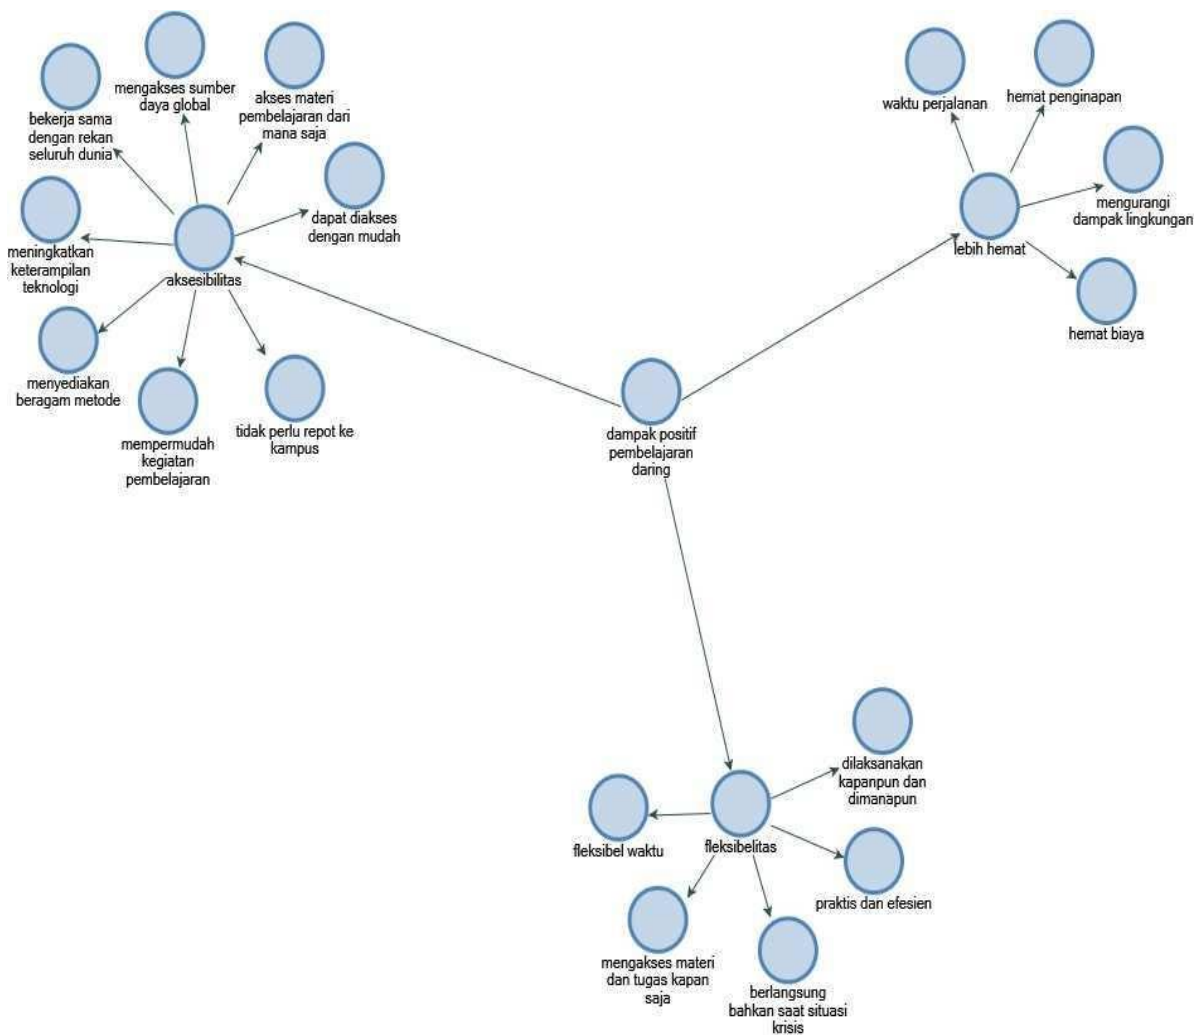 mengakses sumber
daya global
akses materi
pembelajaran dari
mana saja
bekerja sama
dengan rekan
seluruh dunia
dapat diakses
dengan mudah
meningkatkan
keterampilan
teknologi
aksesibilitas
menyediakan
beragam metode
mempermudah
kegiatan
pembelajaran
tidak perlu repot ke
kampus
waktu perjalanan
hemat penginapan
mengurangi
dampak lingkungan
lebih hemat
hemat biaya
dampak positif
pembelajaran
daring
dilaksanakan
kapanpun dan
dimanapun
fleksibel waktu
fleksibelitas
praktis dan efesien
mengakses materi
dan tugas kapan
saja
berlangsung
bahkan saat situasi
krisis